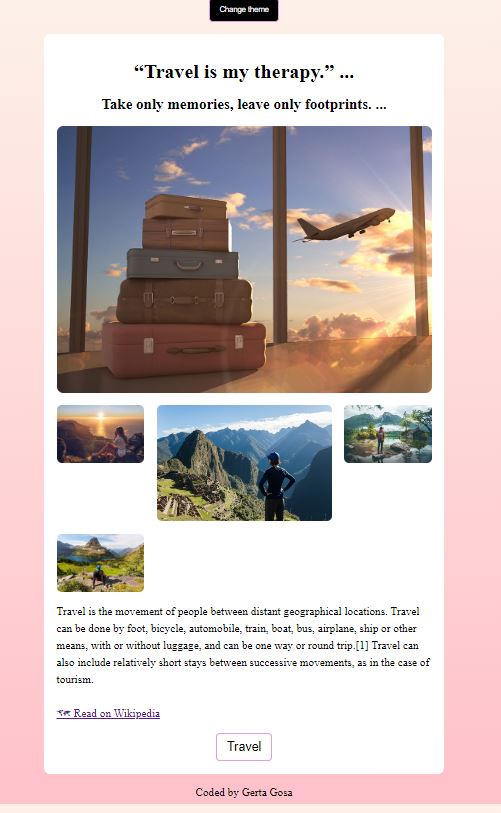 Change theme
“Travel is my therapy.” ...
Take only memories, leave only footprints. ...
Travel is the movement of people between distant geographical locations. Travel
can be done by foot, bicycle, automobile, train, boat, bus, airplane, ship or other
means, with or without luggage, and can be one way or round trip.[1] Travel can
also include relatively short stays between successive movements, as in the case of
tourism.
🗺 Read on Wikipedia
Travel
Coded by Gerta Gosa